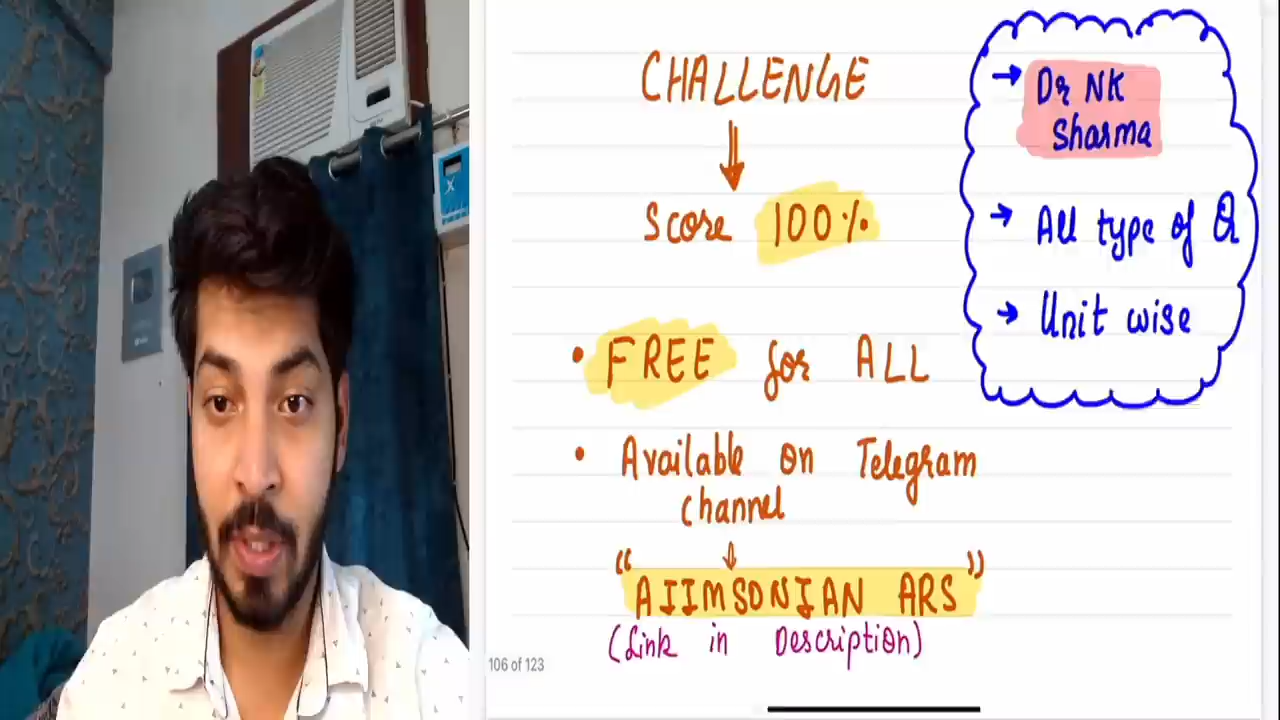 CHALLENGE
Score 100%
• FREE for ALL
• Available on Telegram
channel
"AIIMSONIAN ARS"
(Link in Description)
106 of 123
→ Dr NK
Sharma
→ All type of Q
→ Unit wise